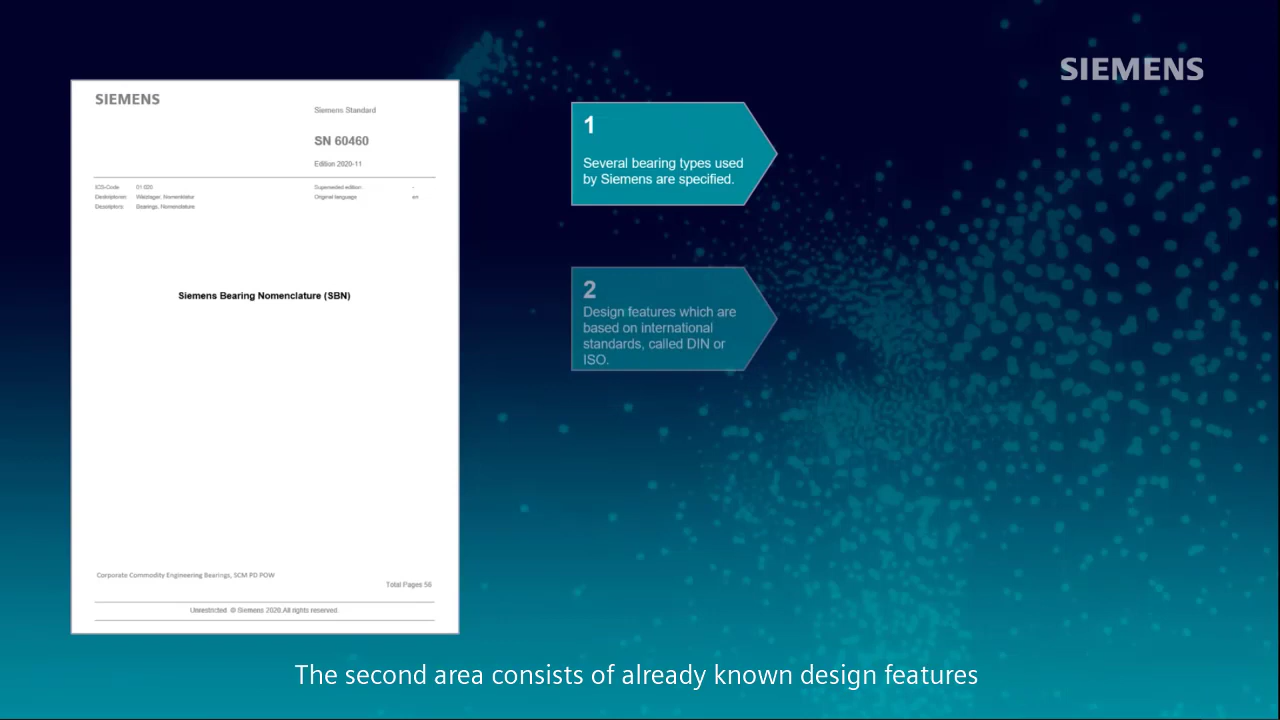 SIEMENS
SIEMENS
Siemens Standard
SN 60460
Edition 2020-11
ICS-Code 01.020 Superseded edition -
Deskriptoren: Wälzlager, Nomenklatur Original language en
Descriptors: Bearings, Nomenclature
Siemens Bearing Nomenclature (SBN)
Corporate Commodity Engineering Bearings, SCM PD POW
Total Pages 56
Unrestricted © Siemens 2020.All rights reserved.
1
Several bearing types used
by Siemens are specified.
2
Design features which are
based on international
standards, called DIN or
ISO.
The second area consists of already known design features